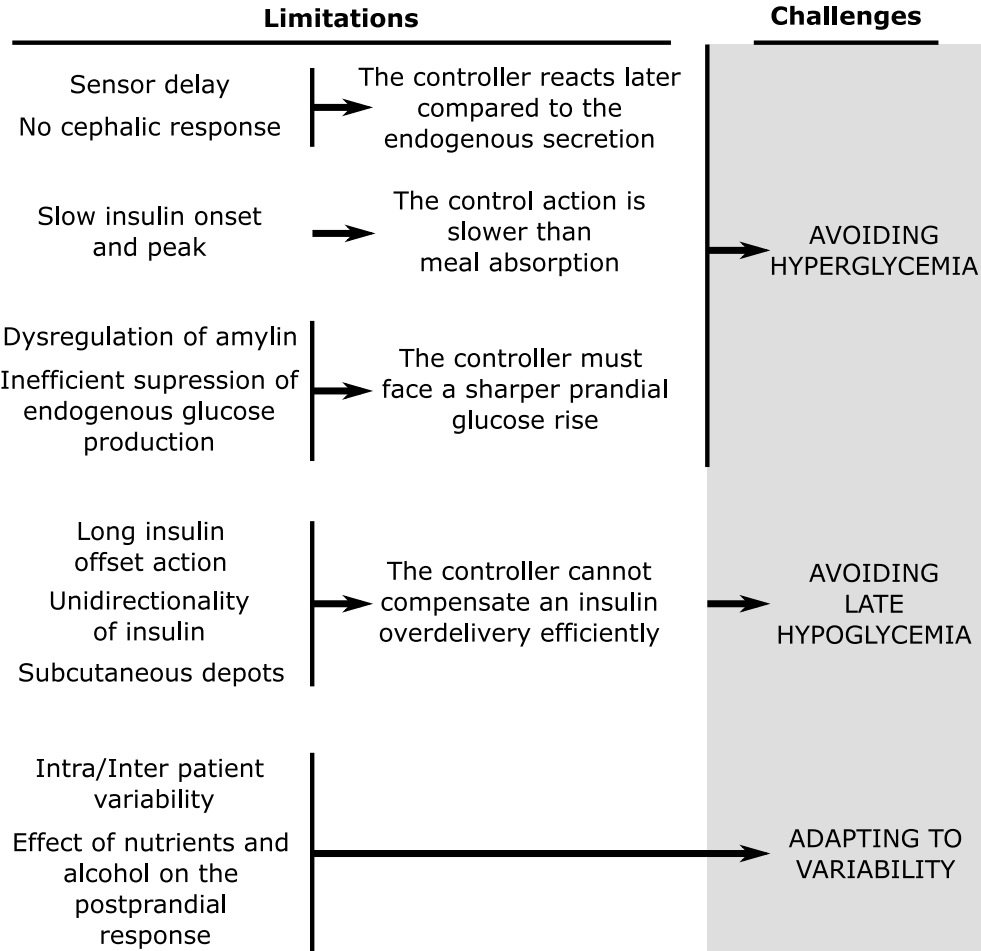 Limitations
Challenges
Sensor delay
No cephalic response
The controller reacts later
compared to the
endogenous secretion
Slow insulin onset
and peak
The control action is
slower than
meal absorption
AVOIDING
HYPERGLYCEMIA
Dysregulation of amylin
Inefficient supression of
endogenous glucose
production
The controller must
face a sharper prandial
glucose rise
Long insulin
offset action
Unidirectionality
of insulin
Subcutaneous depots
The controller cannot
compensate an insulin
overdelivery efficiently
AVOIDING
LATE
HYPOGLYCEMIA
Intra/Inter patient
variability
Effect of nutrients and
alcohol on the
postprandial
response
ADAPTING TO
VARIABILITY